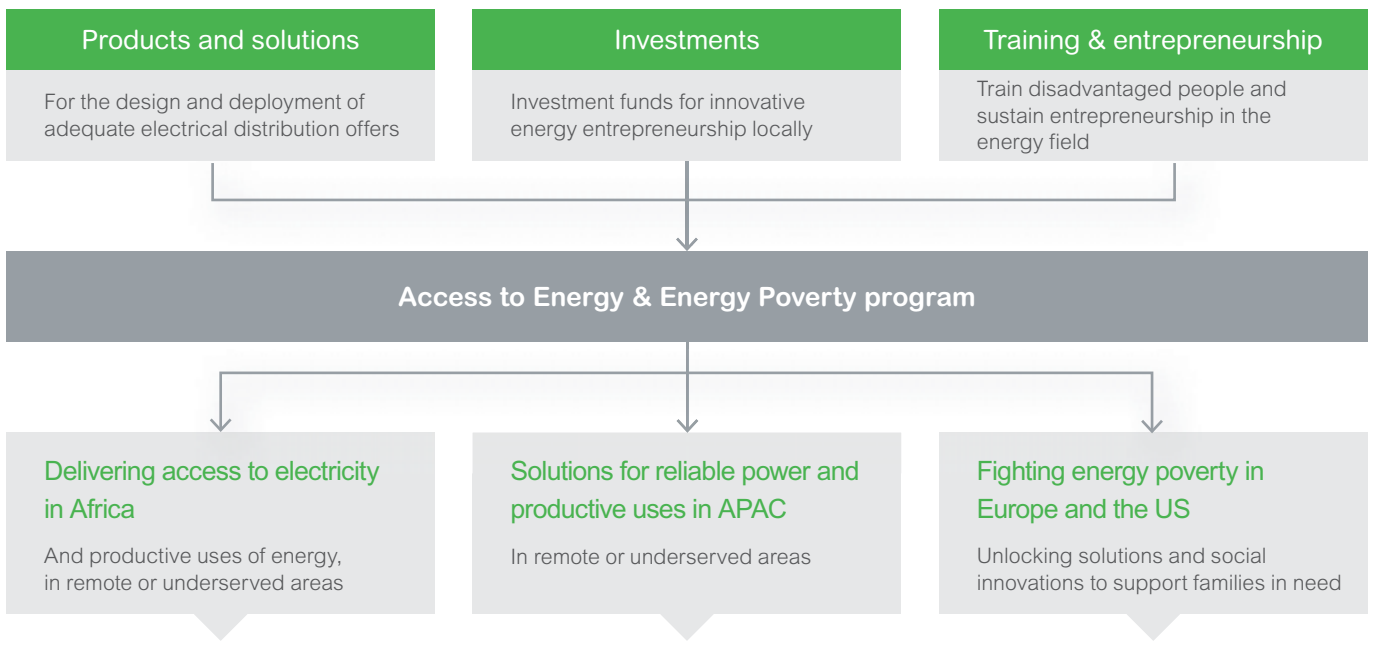 Products and solutions
For the design and deployment of
adequate electrical distribution offers
Investments
Investment funds for innovative
energy entrepreneurship locally
Training & entrepreneurship
Train disadvantaged people and
sustain entrepreneurship in the
energy field
Access to Energy & Energy Poverty program
Delivering access to electricity
in Africa
And productive uses of energy,
in remote or underserved areas
Solutions for reliable power and
productive uses in APAC
In remote or underserved areas
Fighting energy poverty in
Europe and the US
Unlocking solutions and social
innovations to support families in need